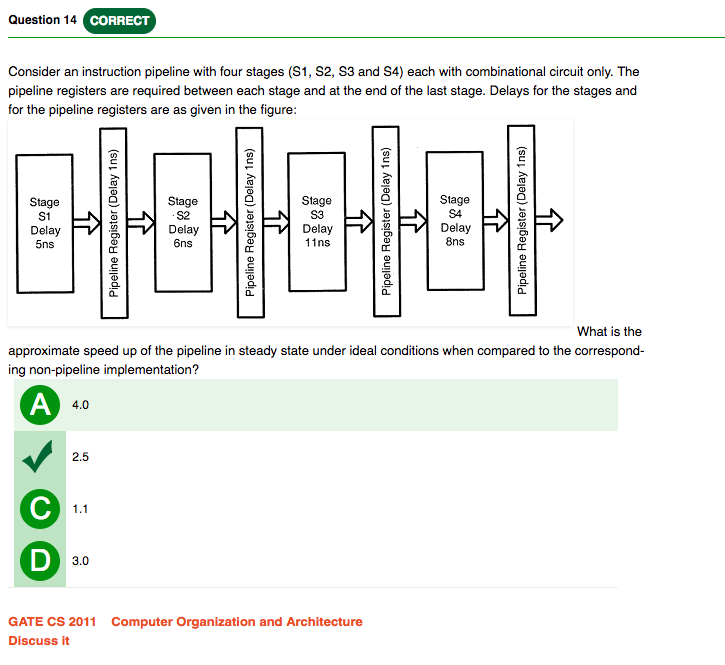 Question 14 CORRECT
Consider an instruction pipeline with four stages (S1, S2, S3 and S4) each with combinational circuit only. The
pipeline registers are required between each stage and at the end of the last stage. Delays for the stages and
for the pipeline registers are as given in the figure:
Stage
S1
Delay
5ns
Pipeline Register (Delay 1ns)
Stage
S2
Delay
6ns
Pipeline Register (Delay 1ns)
Stage
S3
Delay
11ns
Pipeline Register (Delay 1ns)
Stage
S4
Delay
8ns
Pipeline Register (Delay 1ns)
What is the
approximate speed up of the pipeline in steady state under ideal conditions when compared to the correspond-
ing non-pipeline implementation?
A 4.0
2.5
C 1.1
D 3.0
GATE CS 2011 Computer Organization and Architecture
Discuss it